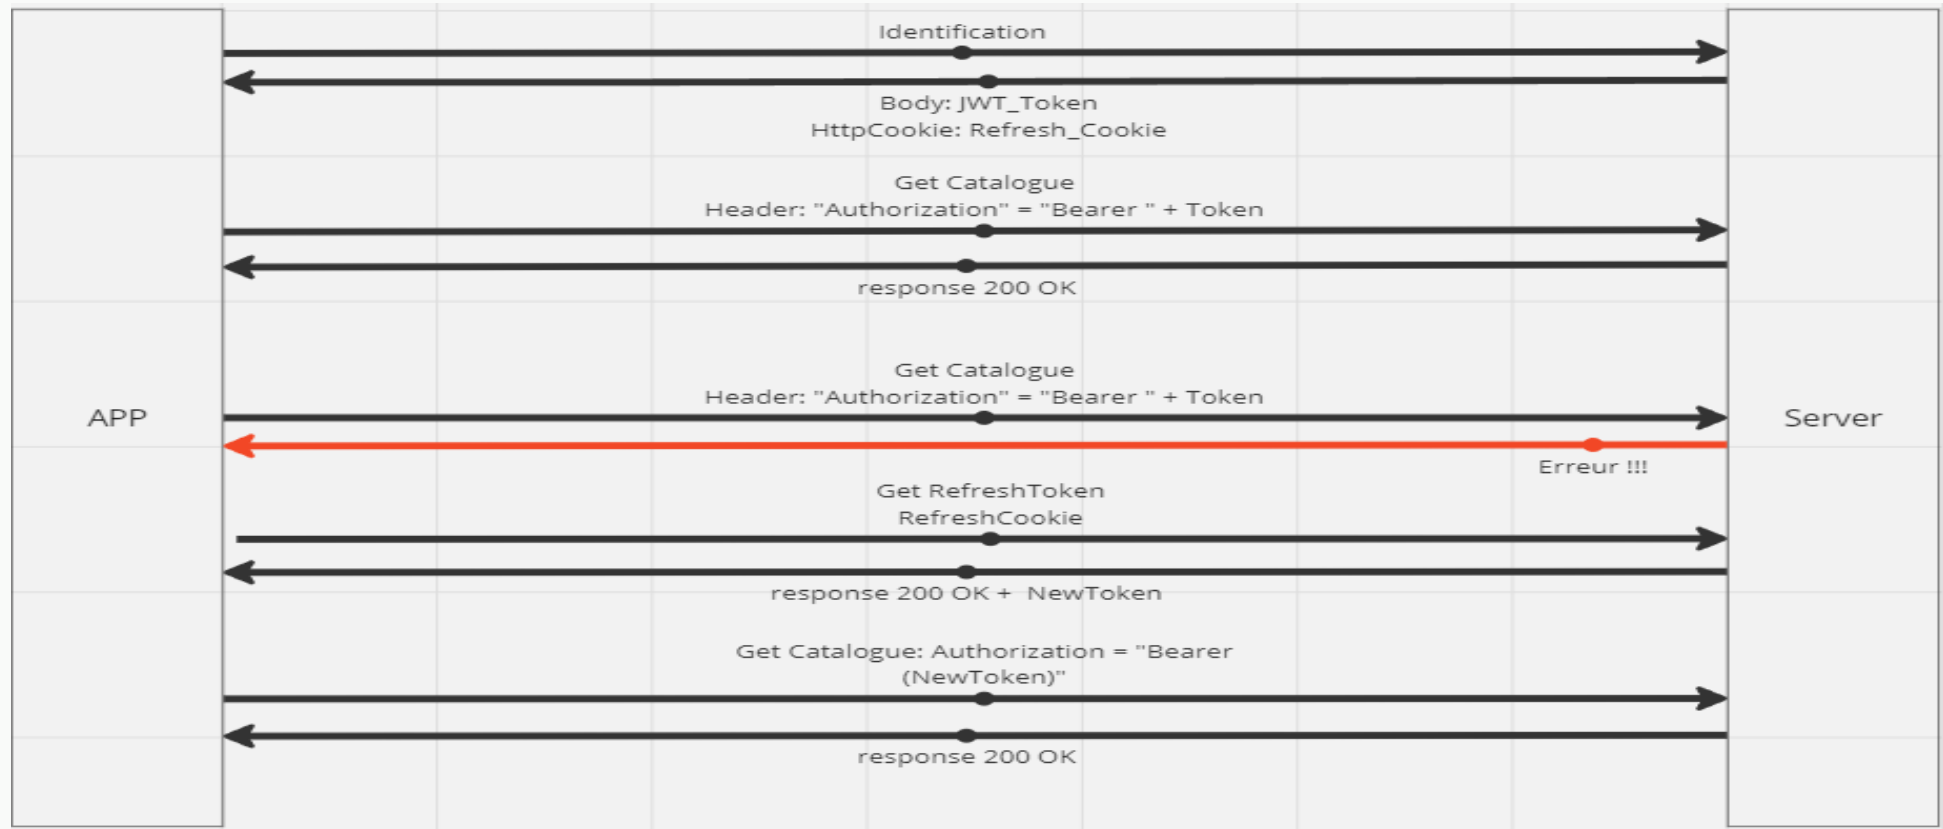 Identification
Body: JWT_Token
HttpCookie: Refresh_Cookie
Get Catalogue
Header: "Authorization" = "Bearer " + Token
response 200 OK
Get Catalogue
Header: "Authorization" = "Bearer " + Token
APP
Server
Erreur !!!
Get RefreshToken
RefreshCookie
response 200 OK +  NewToken
Get Catalogue: Authorization = "Bearer
(NewToken)"
response 200 OK